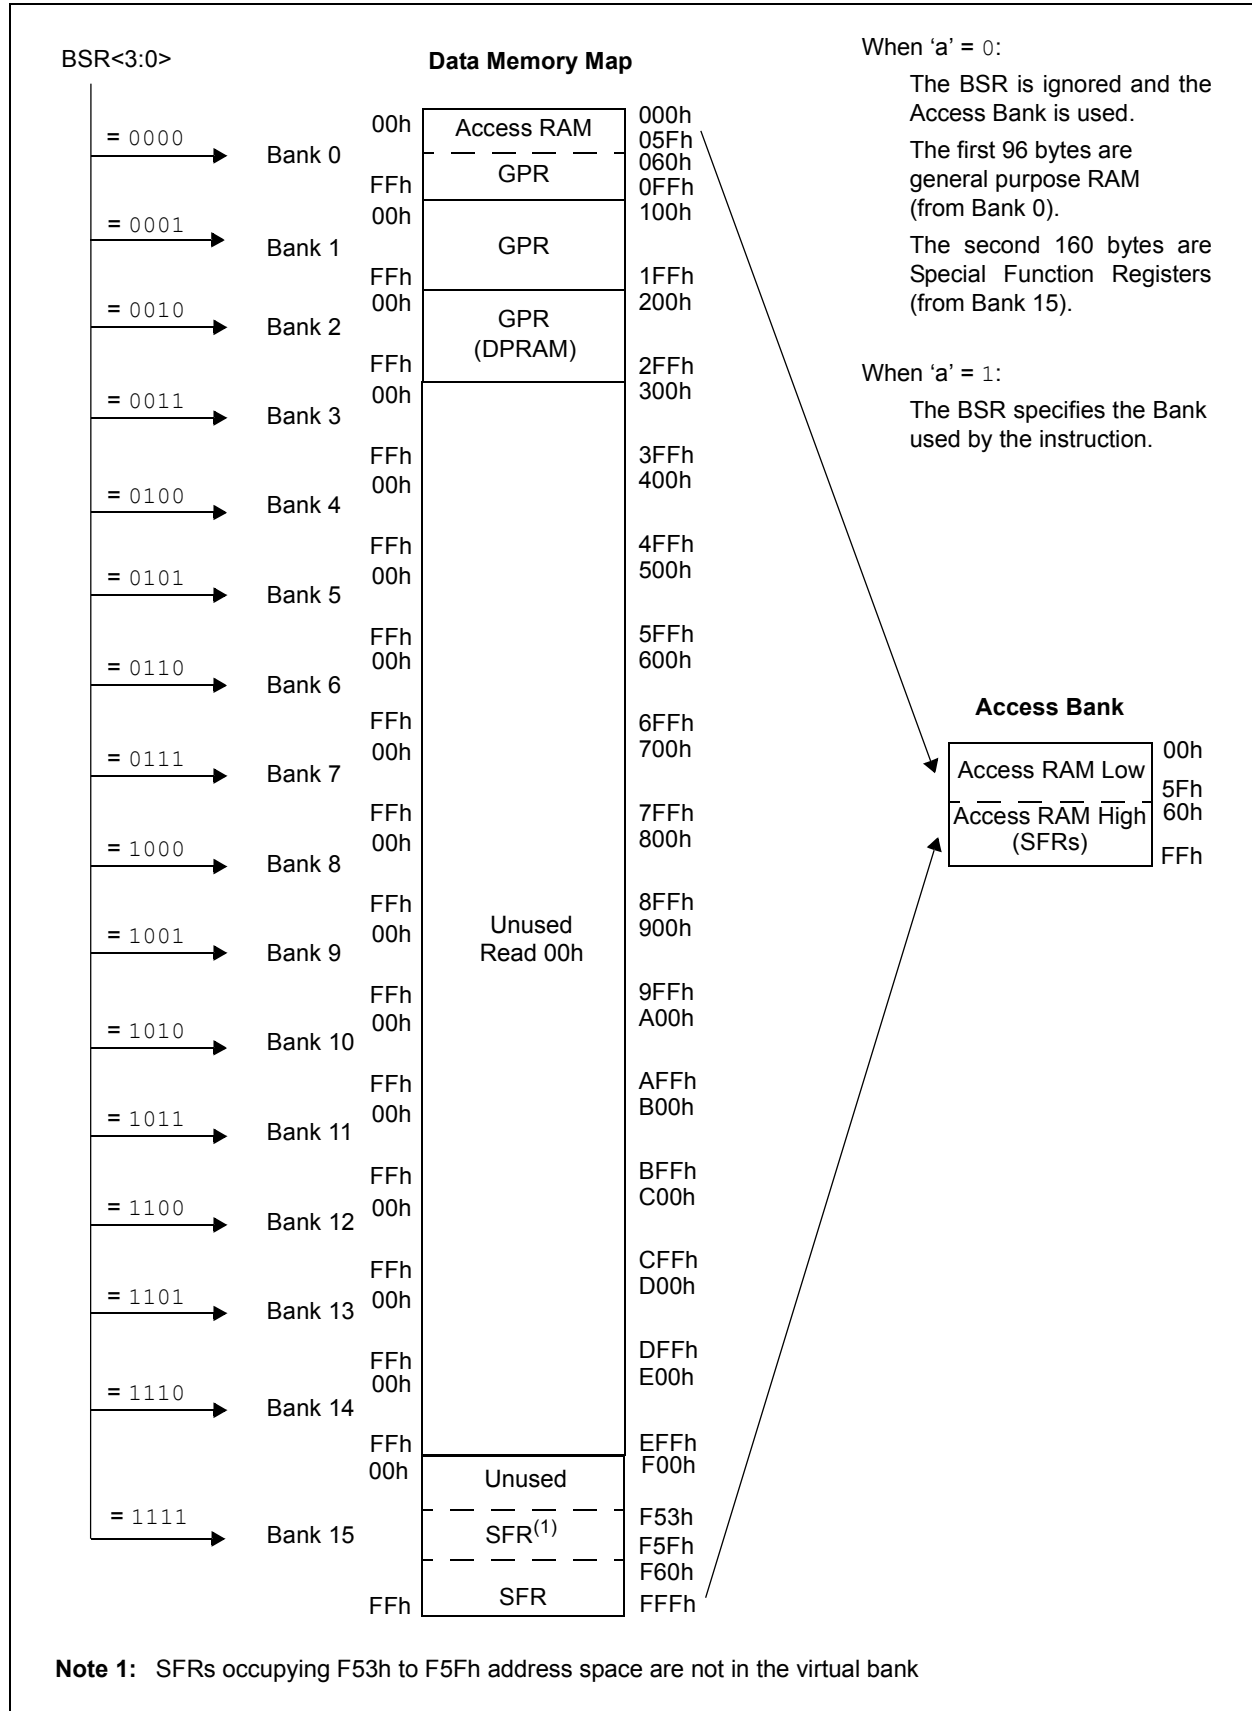 BSR<3:0>
Data Memory Map
When ‘a’ = 0:
The BSR is ignored and the
Access Bank is used.
The first 96 bytes are
general purpose RAM
(from Bank 0).
The second 160 bytes are
Special Function Registers
(from Bank 15).
When ‘a’ = 1:
The BSR specifies the Bank
used by the instruction.
= 0000
Bank 0
00h
Access RAM
000h
05Fh
060h
GPR
FFh
0FFh
= 0001
Bank 1
00h
100h
GPR
FFh
1FFh
= 0010
Bank 2
00h
200h
GPR
(DPRAM)
FFh
2FFh
= 0011
Bank 3
00h
300h
FFh
3FFh
= 0100
Bank 4
00h
400h
FFh
4FFh
= 0101
Bank 5
00h
500h
FFh
5FFh
= 0110
Bank 6
00h
600h
FFh
6FFh
= 0111
Bank 7
00h
700h
FFh
7FFh
= 1000
Bank 8
00h
800h
FFh
8FFh
= 1001
Bank 9
00h
Unused
Read 00h
900h
FFh
9FFh
= 1010
Bank 10
00h
A00h
FFh
AFFh
= 1011
Bank 11
00h
B00h
FFh
BFFh
= 1100
Bank 12
00h
C00h
FFh
CFFh
= 1101
Bank 13
00h
D00h
FFh
DFFh
= 1110
Bank 14
00h
E00h
FFh
EFFh
= 1111
Bank 15
00h
F00h
Unused
F53h
SFR(1)
F5Fh
F60h
SFR
FFh
FFFh
Access Bank
Access RAM Low
00h
5Fh
Access RAM High
(SFRs)
60h
FFh
Note 1: SFRs occupying F53h to F5Fh address space are not in the virtual bank